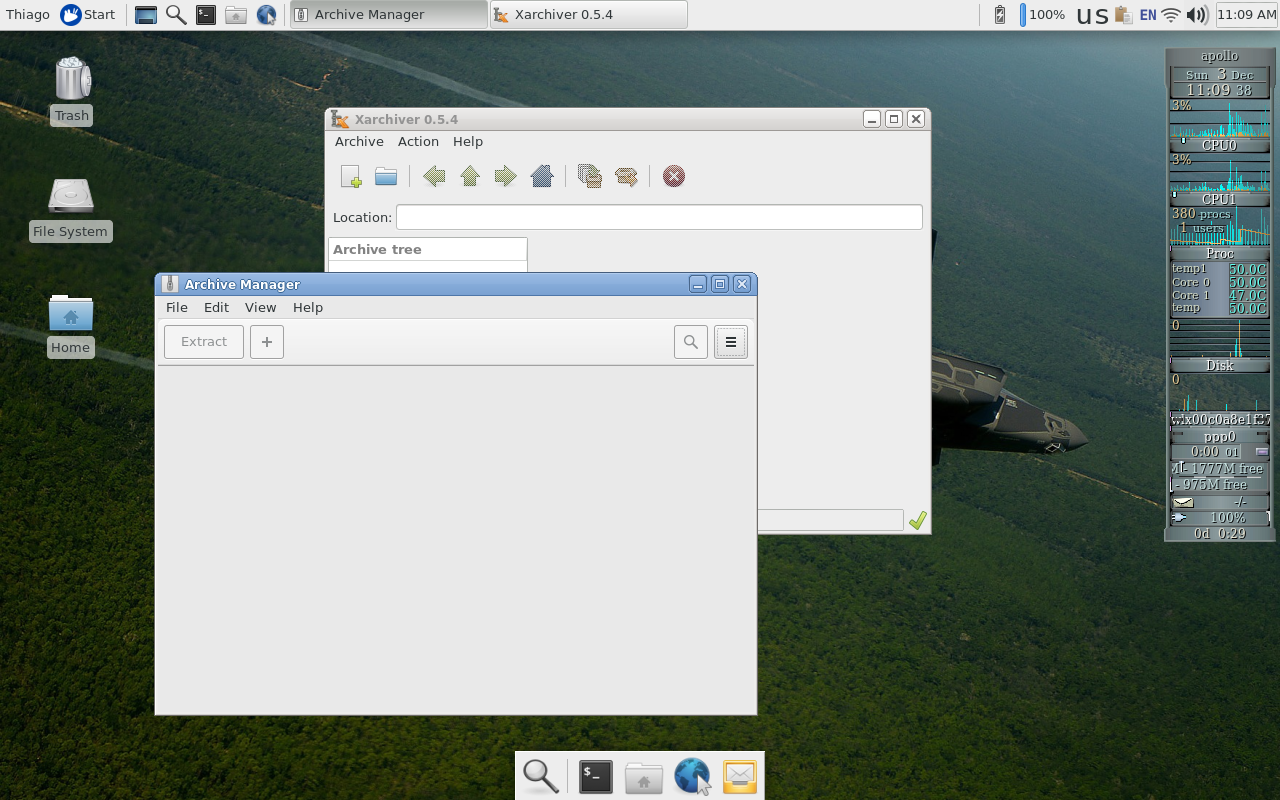 Thiago Start Archive Manager Xarchiver 0.5.4 100% us EN 11:09 AM
Trash
File System
Home
Xarchiver 0.5.4
Archive Action Help
Location:
Archive tree
Archive Manager
File Edit View Help
Extract +
apollo
Sun 3 Dec
11:09 38
3%
CPU0
3%
CPU1
380 procs
1 users
Proc
temp1 50.0C
Core 0 50.0C
Core 1 47.0C
temp 50.0C
0
Disk
0
ppp0
0:00 01
1777M free
- 975M free
-/-
100%
0d 0:29
$_